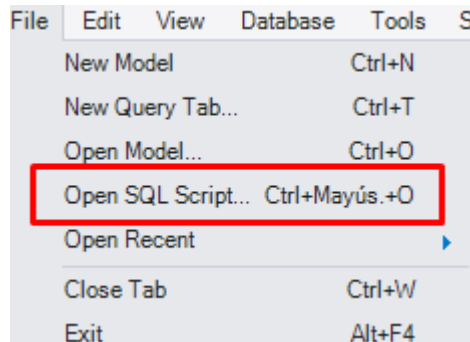 File Edit View Database Tools S
New Model Ctrl+N
New Query Tab... Ctrl+T
Open Model... Ctrl+O
Open SQL Script... Ctrl+Mayús.+O
Open Recent
Close Tab Ctrl+W
Exit Alt+F4